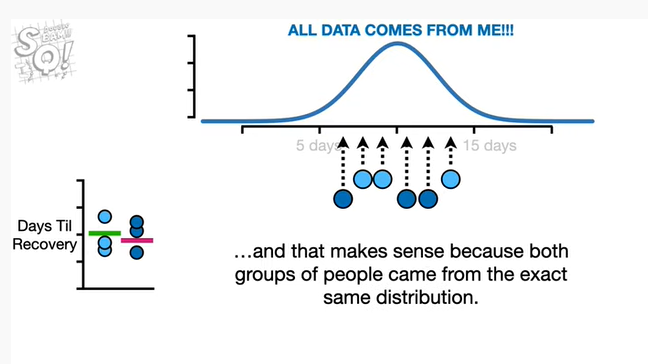 ALL DATA COMES FROM ME!!!
5 days
15 days
Days Til
Recovery
…and that makes sense because both
groups of people came from the exact
same distribution.